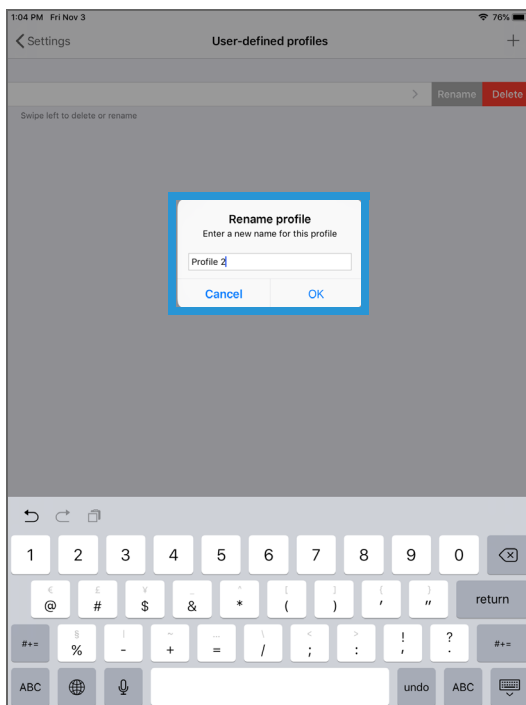 1:04 PM Fri Nov 3 76%
Settings User-defined profiles +
> Rename Delete
Swipe left to delete or rename
Rename profile
Enter a new name for this profile
Profile 2
Cancel OK
1 2 3 4 5 6 7 8 9 0
€ £ ¥ _ ^ [ ] { }
@ # $ & * ( ) ' " return
§ | ~ … \ < > ! ?
#+= % - + = / ; : , . #+=
ABC undo ABC